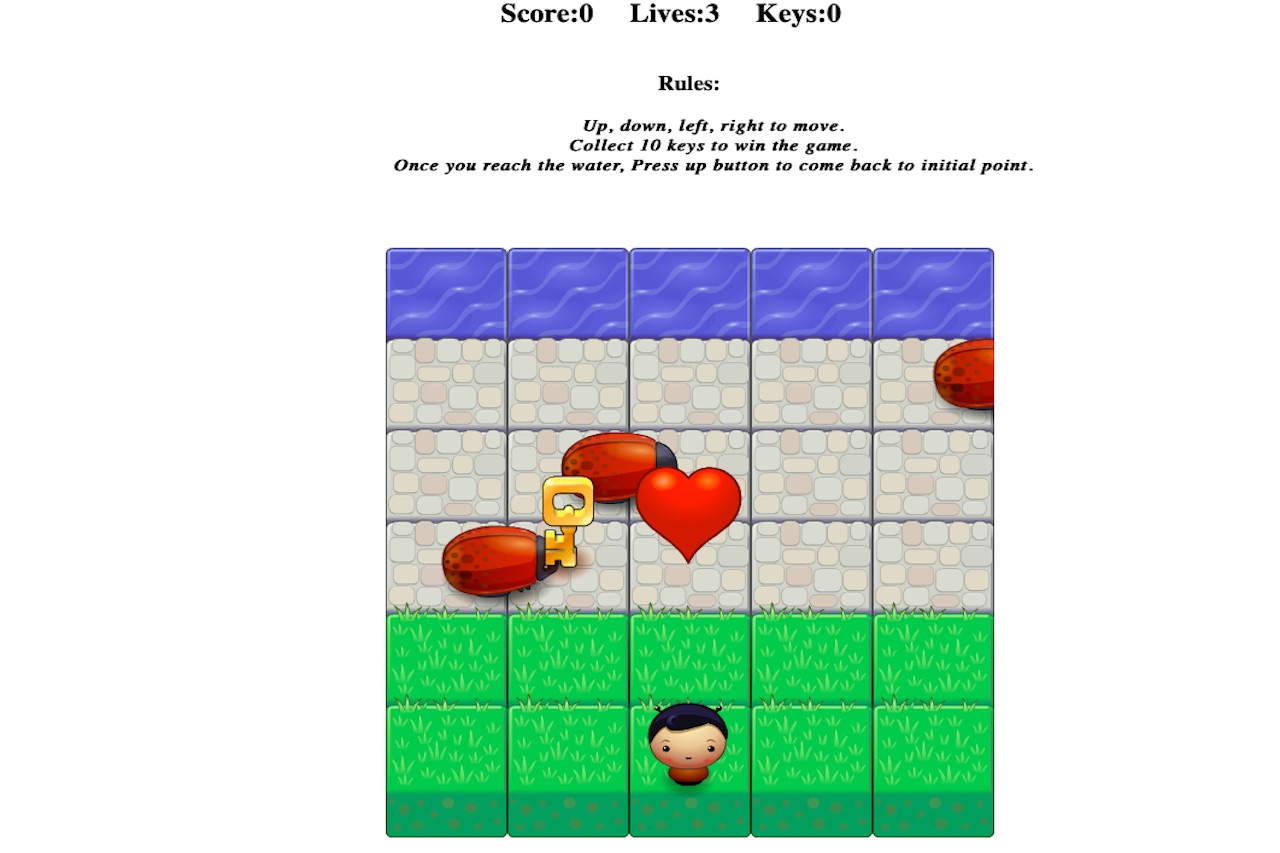 Score:0 Lives:3 Keys:0
Rules:
Up, down, left, right to move.
Collect 10 keys to win the game.
Once you reach the water, Press up button to come back to initial point.